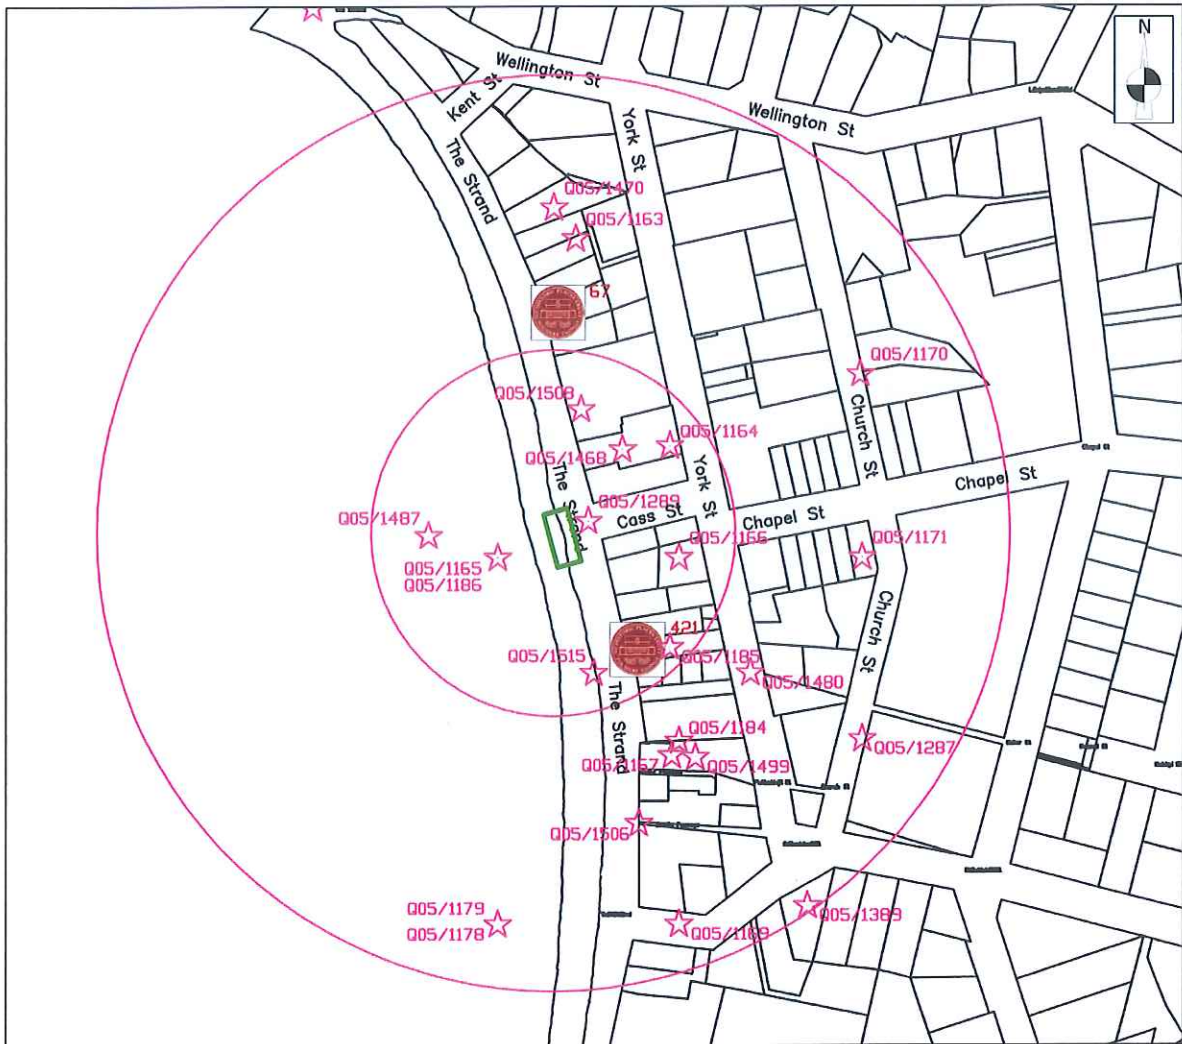 N
Wellington St
Kent St
Wellington St
York St
The Strand
Q05/1470
Q05/1163
67
Q05/1170
Q05/1508
Church St
Q05/1164
Q05/1468
York St
The Strand
Chapel St
Chapel St
Q05/1289
Cass St
Chapel St
Q05/1487
Q05/1166
Q05/1171
Q05/1165
Q05/1186
Church St
421
Q05/1185
Q05/1515
Q05/1480
The Strand
Q05/1184
Q05/1287
Q05/1167
Q05/1499
Q05/1506
Q05/1179
Q05/1178
Q05/1389
Q05/1169